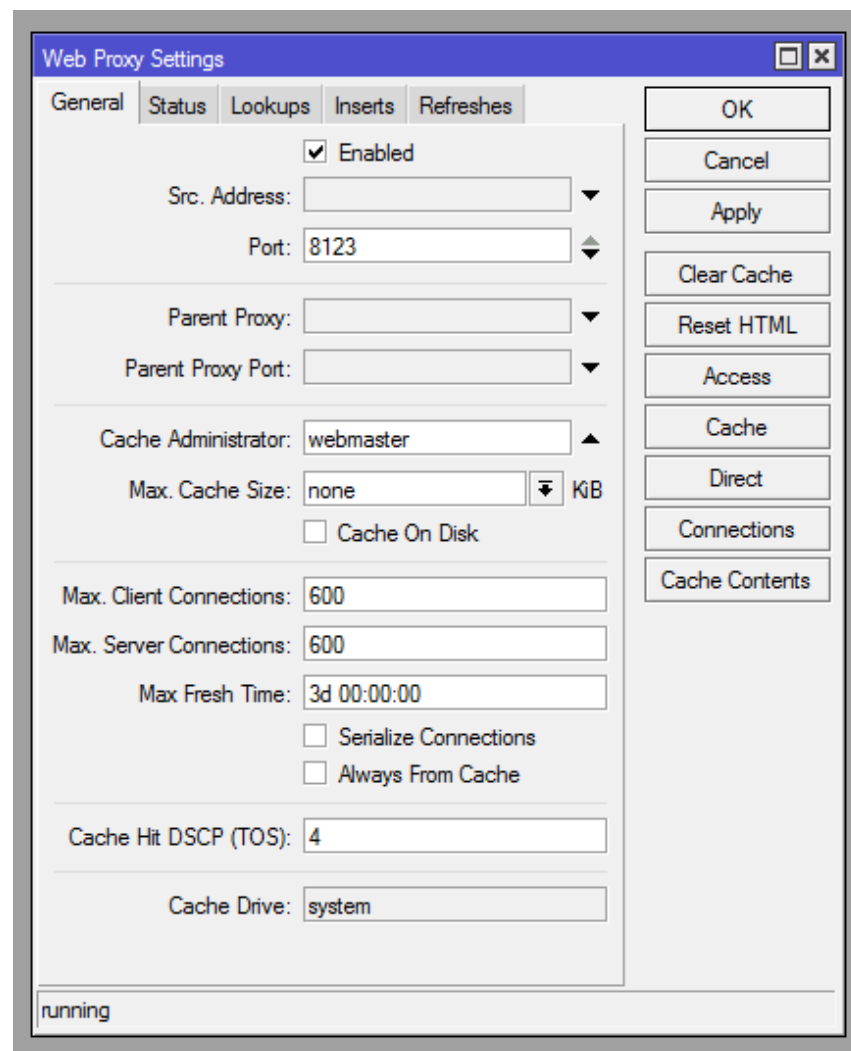 Web Proxy Settings
General Status Lookups Inserts Refreshes
Enabled
Src. Address:
Port: 8123
Parent Proxy:
Parent Proxy Port:
Cache Administrator: webmaster
Max. Cache Size: none KiB
Cache On Disk
Max. Client Connections: 600
Max. Server Connections: 600
Max Fresh Time: 3d 00:00:00
Serialize Connections
Always From Cache
Cache Hit DSCP (TOS): 4
Cache Drive: system
OK
Cancel
Apply
Clear Cache
Reset HTML
Access
Cache
Direct
Connections
Cache Contents
running